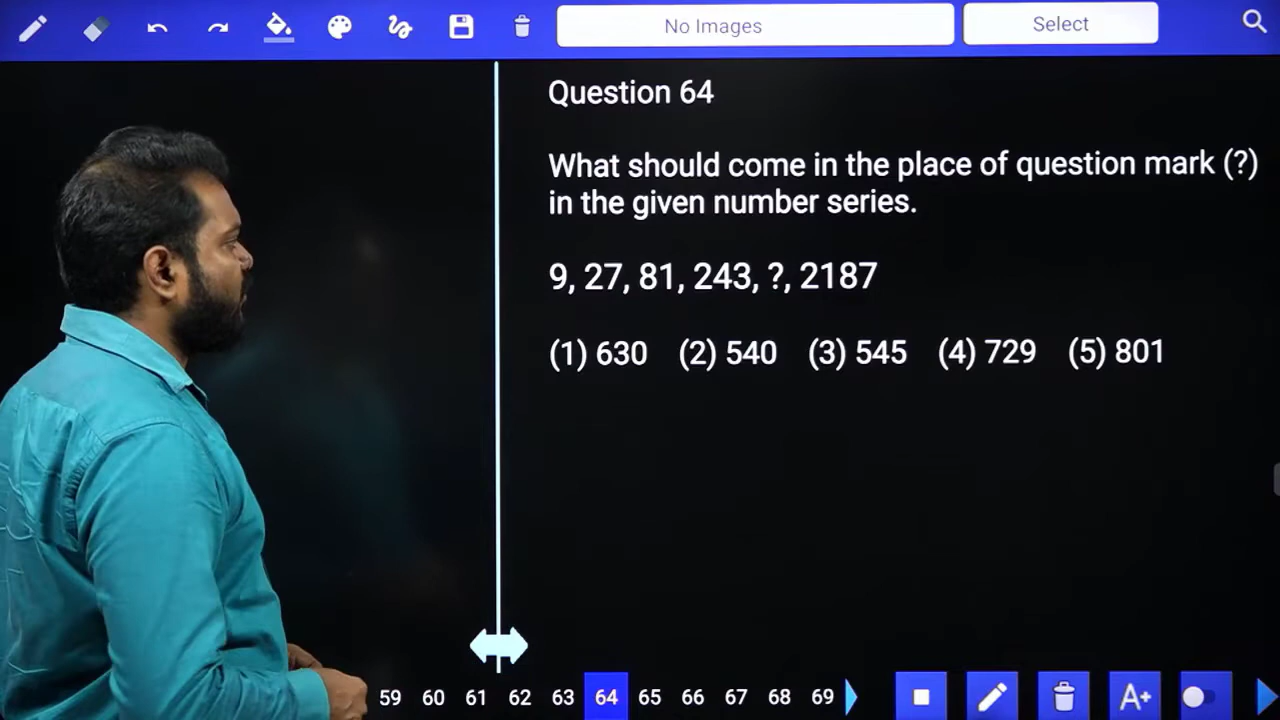 No Images
Select
Question 64
What should come in the place of question mark (?)
in the given number series.
9, 27, 81, 243, ?, 2187
(1) 630 (2) 540 (3) 545 (4) 729 (5) 801
59 60 61 62 63 64 65 66 67 68 69
A+